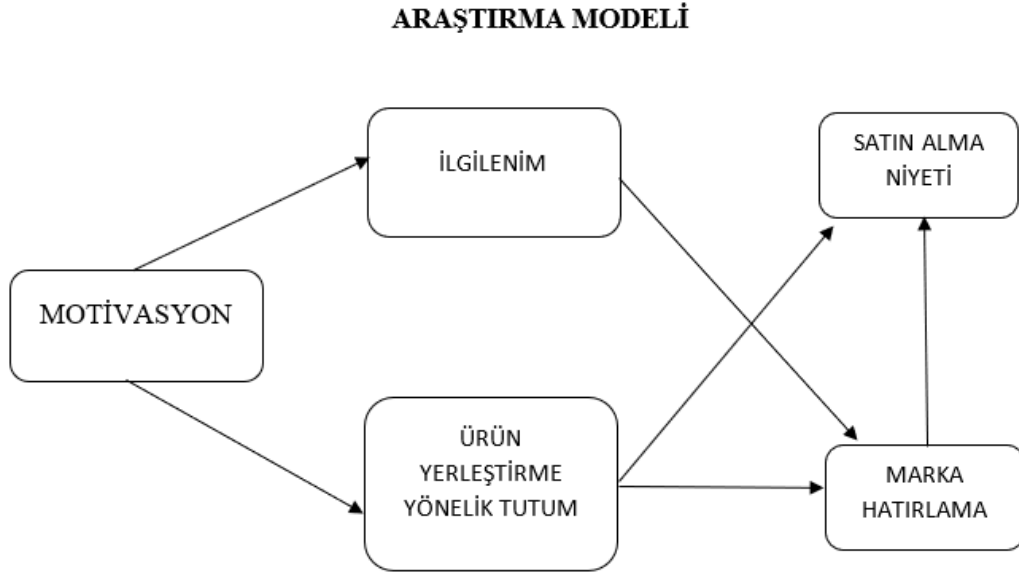 ARAŞTIRMA MODELİ
MOTİVASYON
İLGİLENİM
ÜRÜN
YERLEŞTİRME
YÖNELİK TUTUM
SATIN ALMA
NİYETİ
MARKA
HATIRLAMA